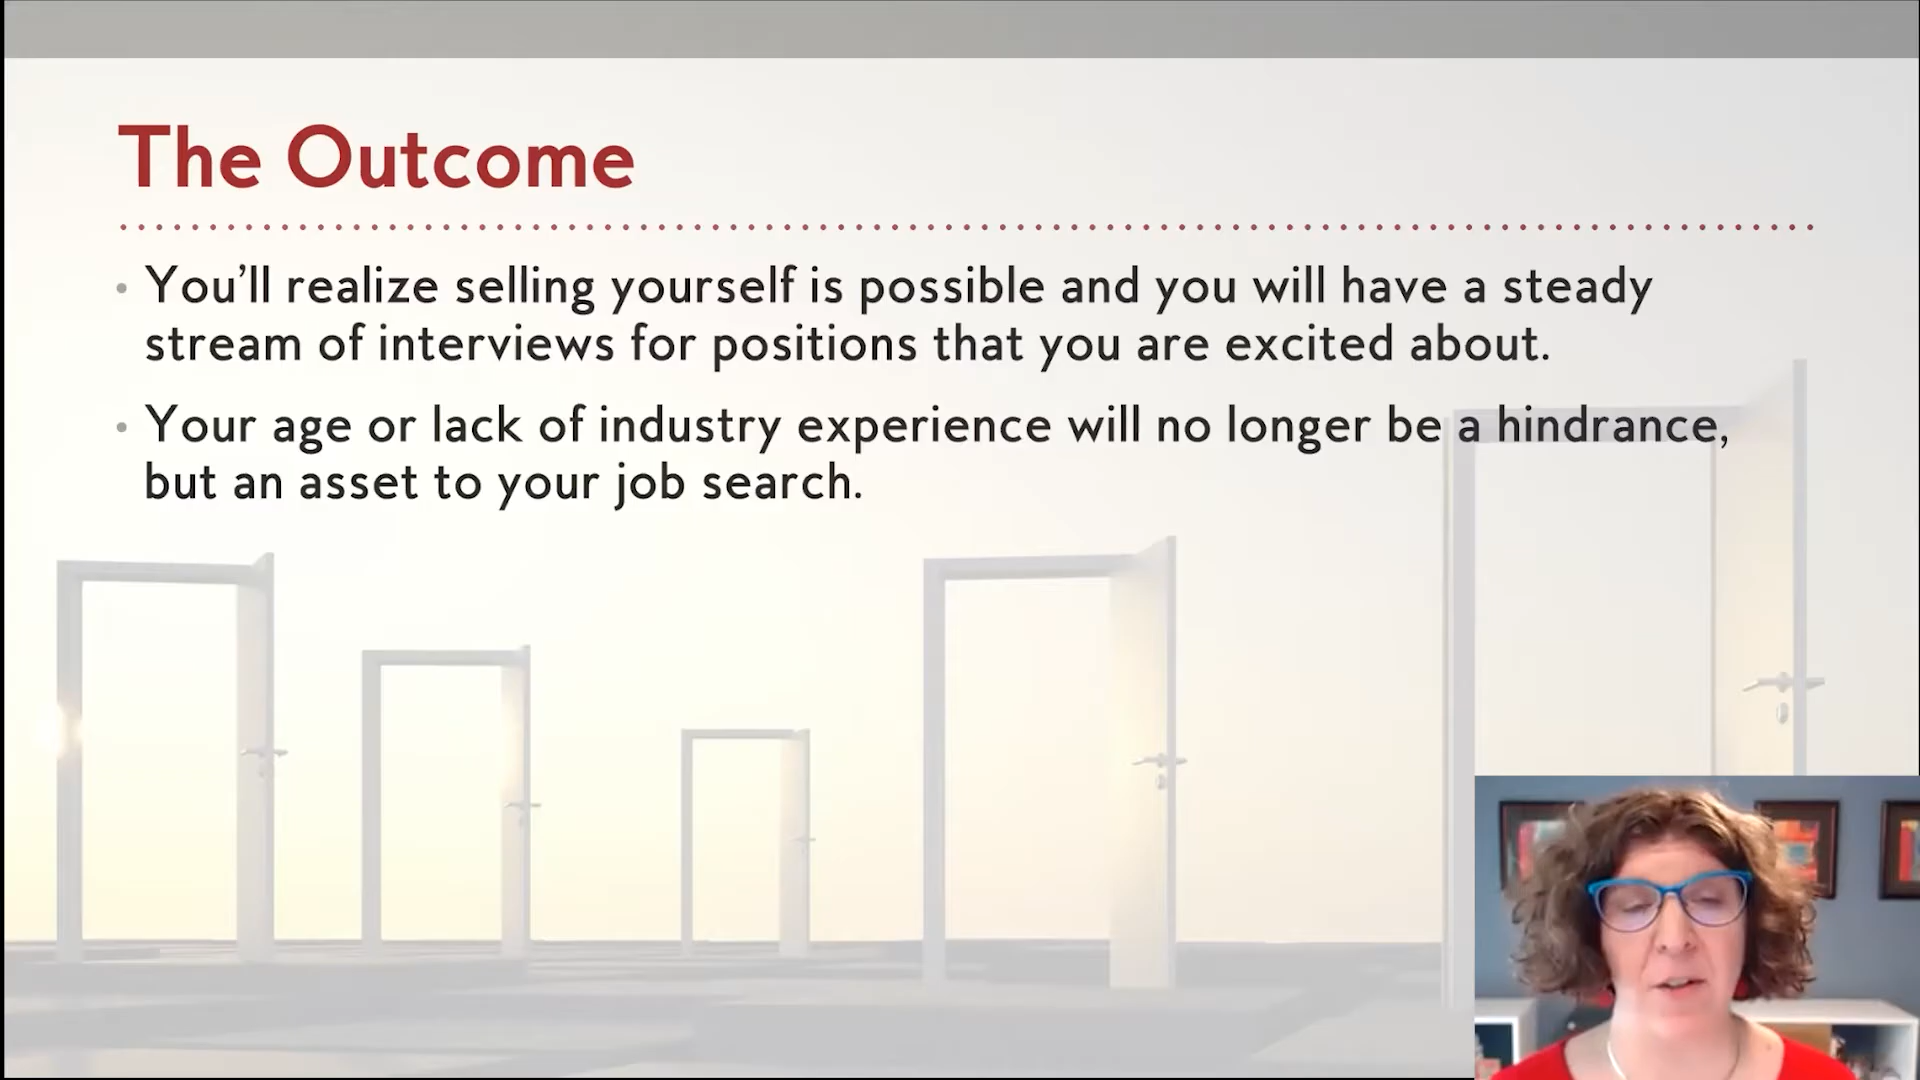 The Outcome
• You’ll realize selling yourself is possible and you will have a steady
stream of interviews for positions that you are excited about.
• Your age or lack of industry experience will no longer be a hindrance,
but an asset to your job search.